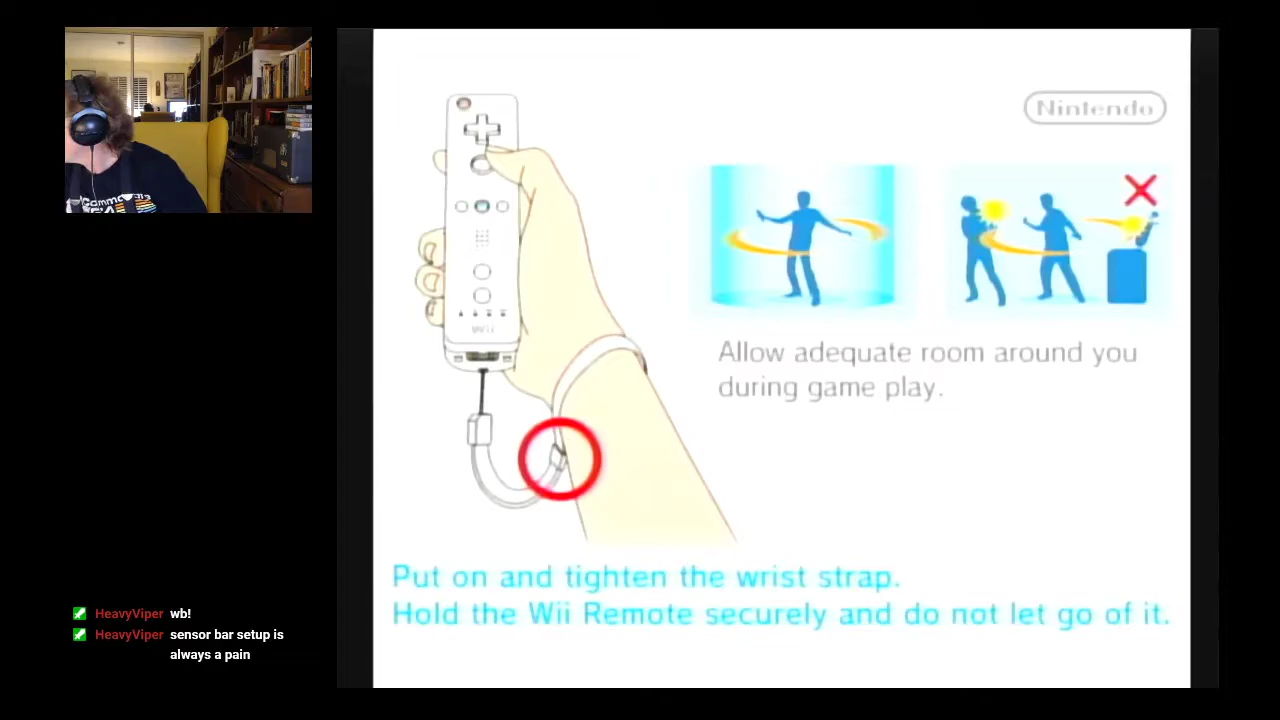 Nintendo
Wii
Allow adequate room around you
during game play.
Put on and tighten the wrist strap.
Hold the Wii Remote securely and do not let go of it.
HeavyViper wb!
HeavyViper sensor bar setup is
always a pain